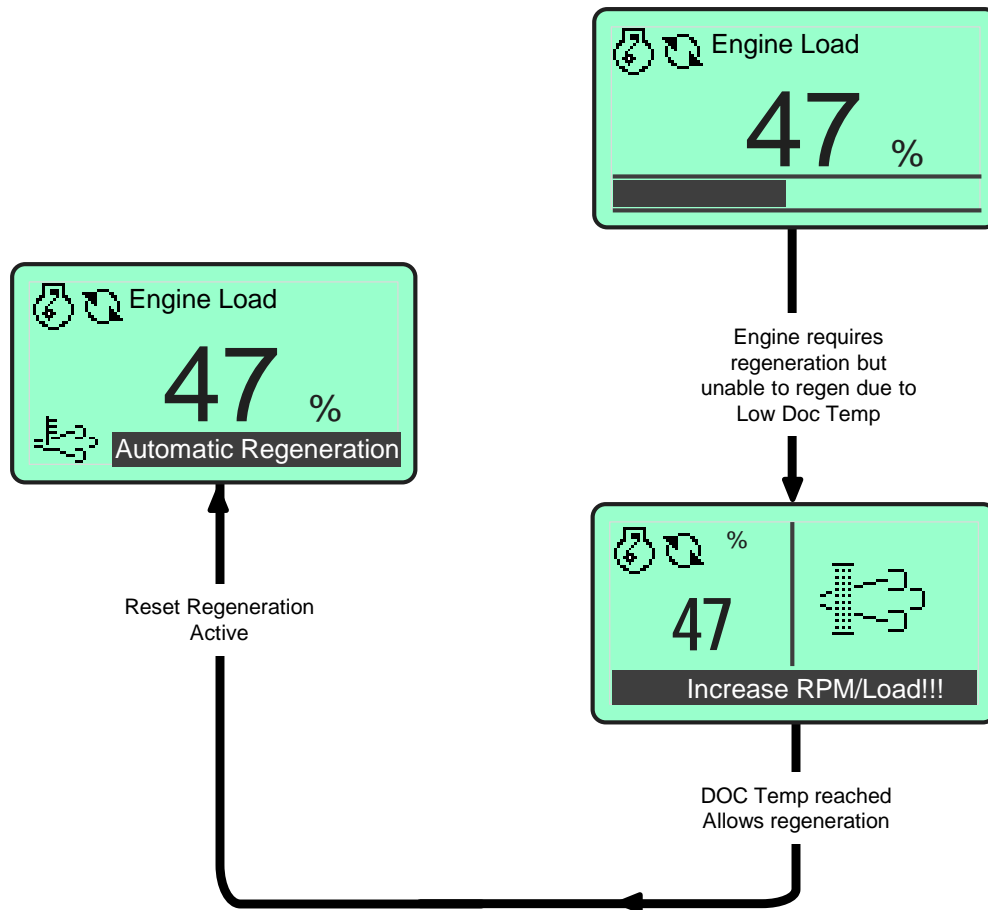 Engine Load
47 %
Engine requires
regeneration but
unable to regen due to
Low Doc Temp
%
47
Increase RPM/Load!!!
DOC Temp reached
Allows regeneration
Reset Regeneration
Active
Engine Load
47 %
Automatic Regeneration